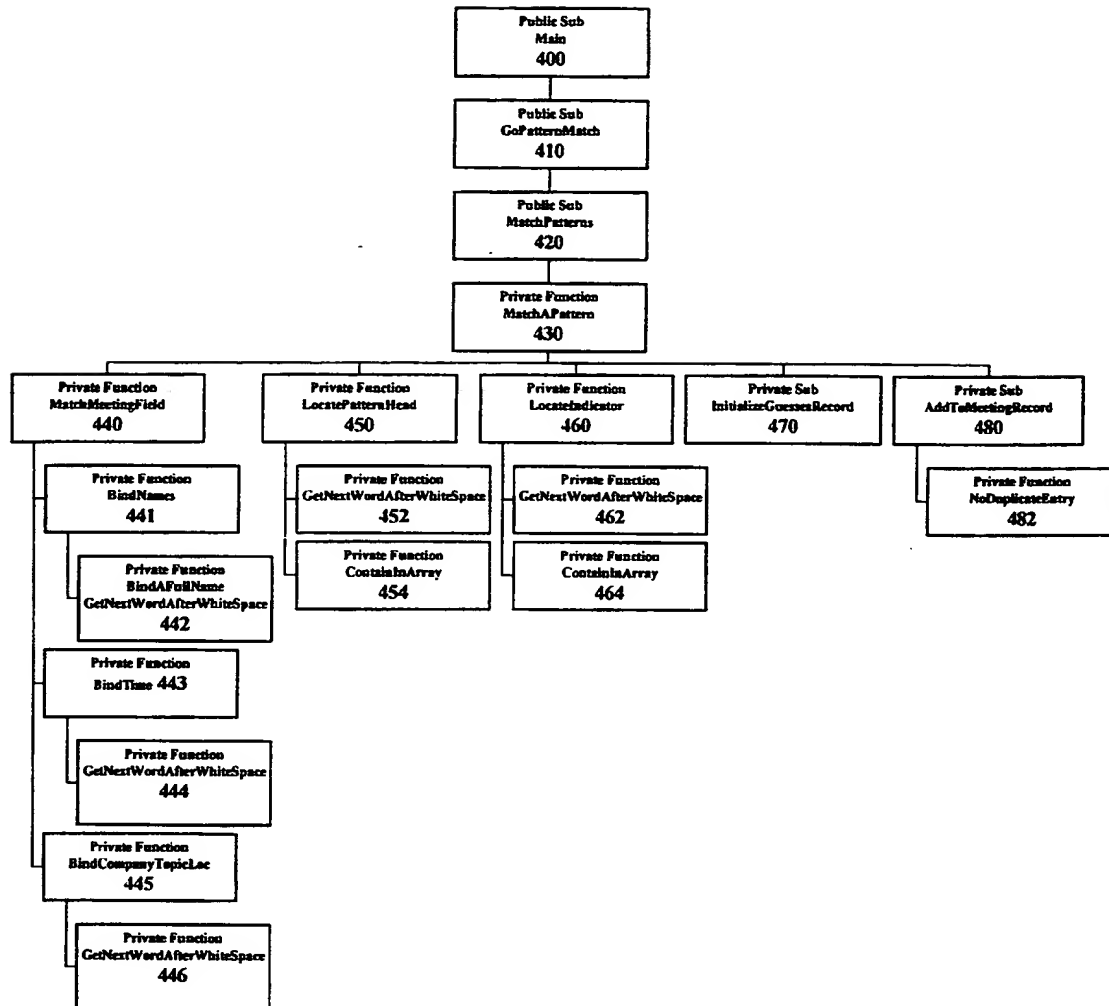 Public Sub
Main
400
Public Sub
GoPatternMatch
410
Public Sub
MatchPatterns
420
Private Function
MatchAPattern
430
Private Function
MatchMeetingField
440
Private Function
LocatePatternHead
450
Private Function
LocateIndicator
460
Private Sub
InitializeGuessesRecord
470
Private Sub
AddToMeetingRecord
480
Private Function
BindNames
441
Private Function
GetNextWordAfterWhiteSpace
452
Private Function
GetNextWordAfterWhiteSpace
462
Private Function
NoDuplicateEntry
482
Private Function
ContainInArray
454
Private Function
ContainInArray
464
Private Function
BindAFullName
GetNextWordAfterWhiteSpace
442
Private Function
BindTime 443
Private Function
GetNextWordAfterWhiteSpace
444
Private Function
BindCompanyTopicLoc
445
Private Function
GetNextWordAfterWhiteSpace
446